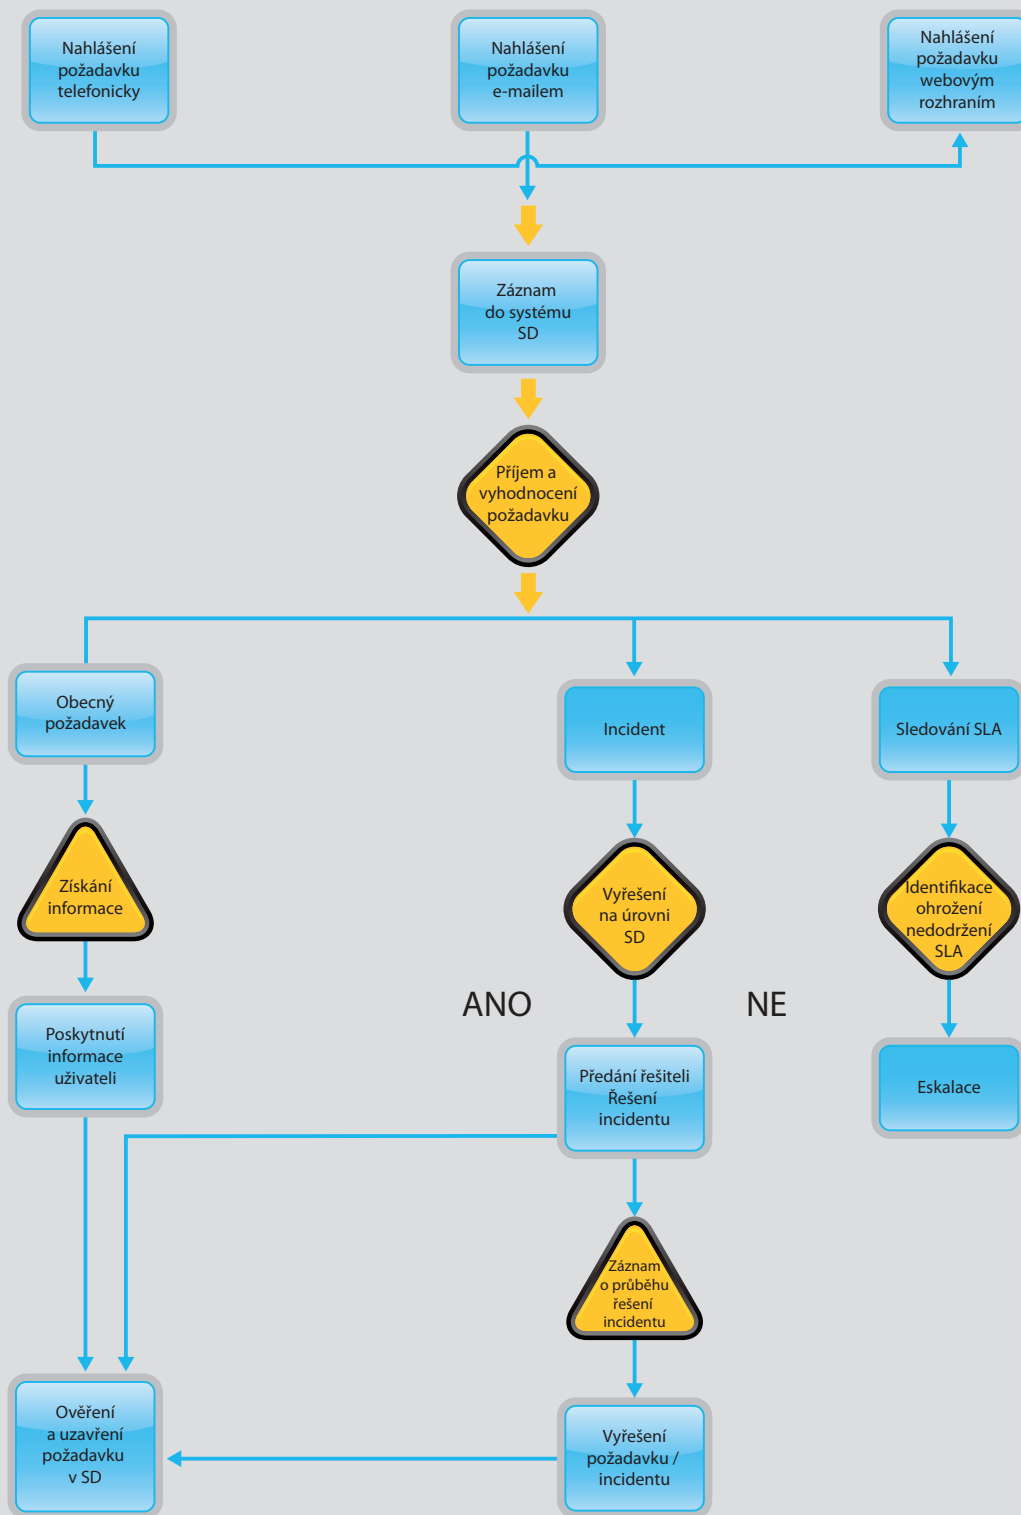 Nahlášení
požadavku
telefonicky
Nahlášení
požadavku
e-mailem
Nahlášení
požadavku
webovým
rozhraním
Záznam
do systému
SD
Příjem a
vyhodnocení
požadavku
Obecný
požadavek
Incident
Sledování SLA
Získání
informace
Vyřešení
na úrovni
SD
Identifikace
ohrožení
nedodržení
SLA
ANO
NE
Poskytnutí
informace
uživateli
Předání řešiteli
Řešení
incidentu
Eskalace
Záznam
o průběhu
řešení
incidentu
Ověření
a uzavření
požadavku
v SD
Vyřešení
požadavku /
incidentu